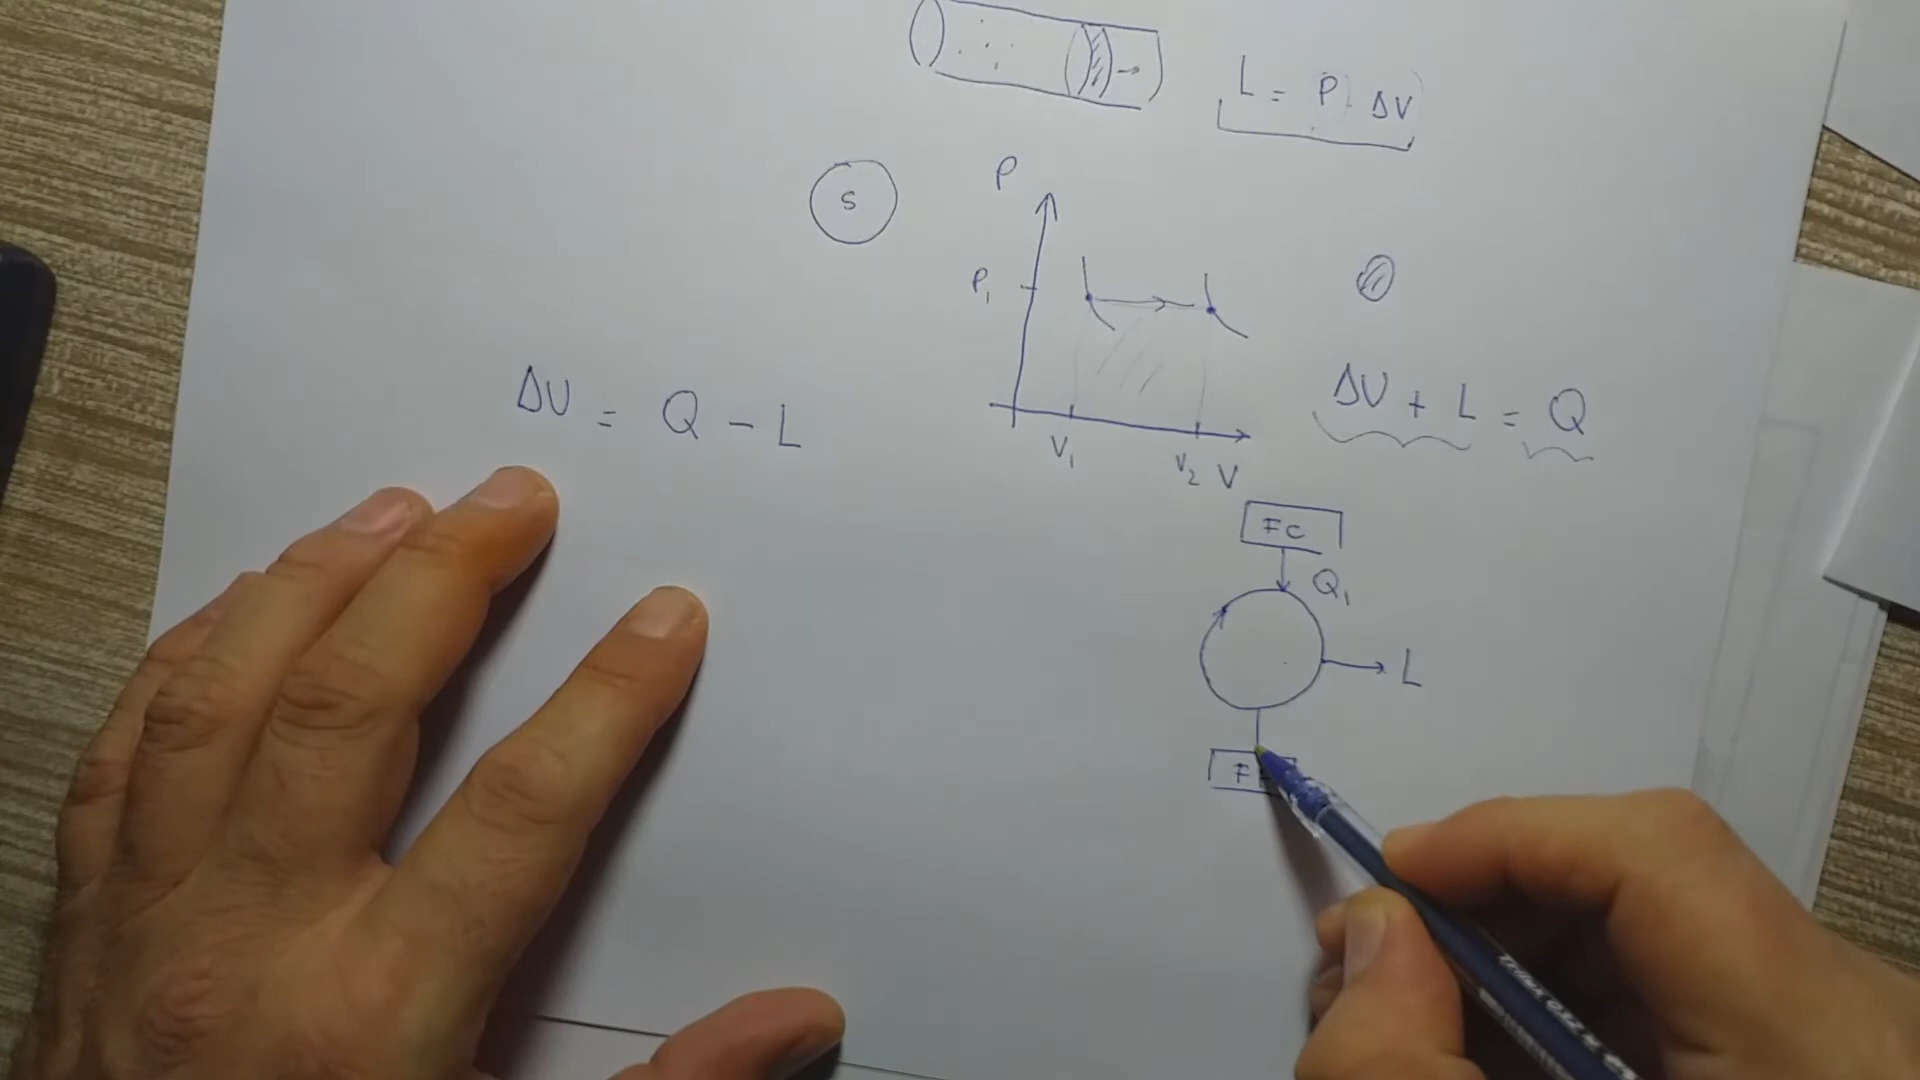 L = P · ΔV
S
P
P₁
ΔU = Q - L
ΔU + L = Q
V₁
V₂ V
FC
Q₁
L